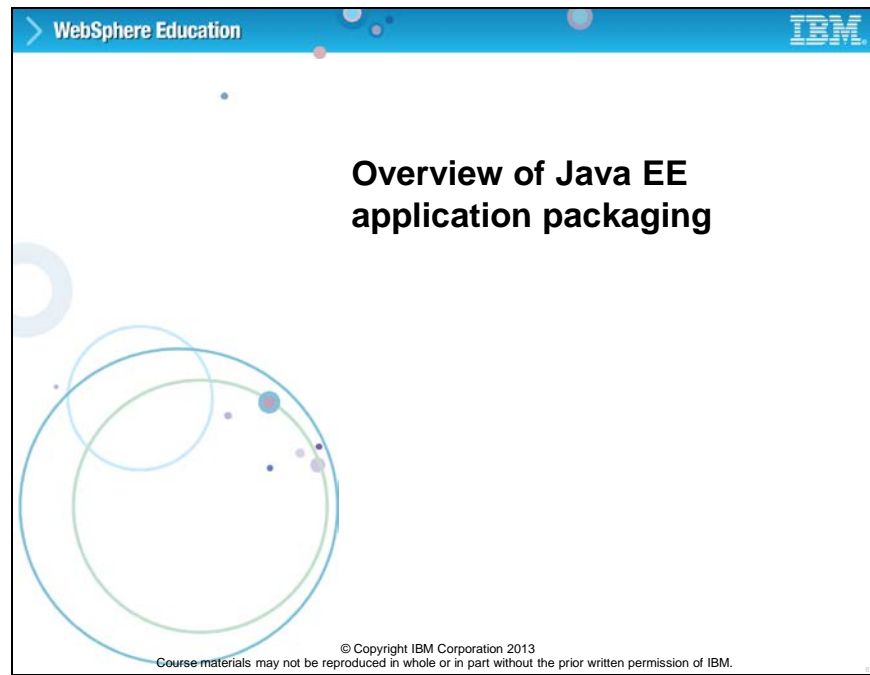 WebSphere Education
IBM.
Overview of Java EE
application packaging
© Copyright IBM Corporation 2013
Course materials may not be reproduced in whole or in part without the prior written permission of IBM.